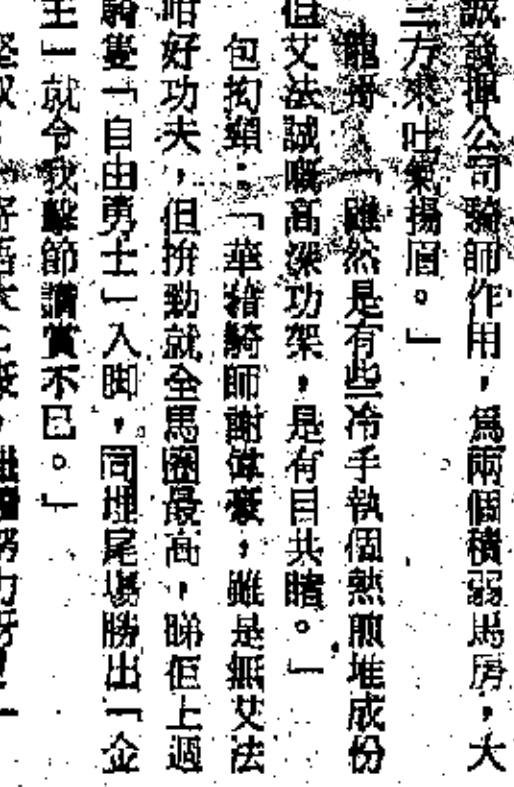 誠發揮公司騎師作用，爲兩個積弱馬房，大
三方來吐氣揚眉。」
龍哥：「雖然是有些冷手執個熱煎堆成份
但艾法誠嘅高深功架，是有目共睹。」
包拗頸：「華籍騎師謝偉豪，雖是無艾法
咁好功夫，但拚勁就全馬圈最高，睇佢上週
騎隻「自由勇士」入脚，同埋尾場勝出「金
主」就令我擊節讚賞不已。」